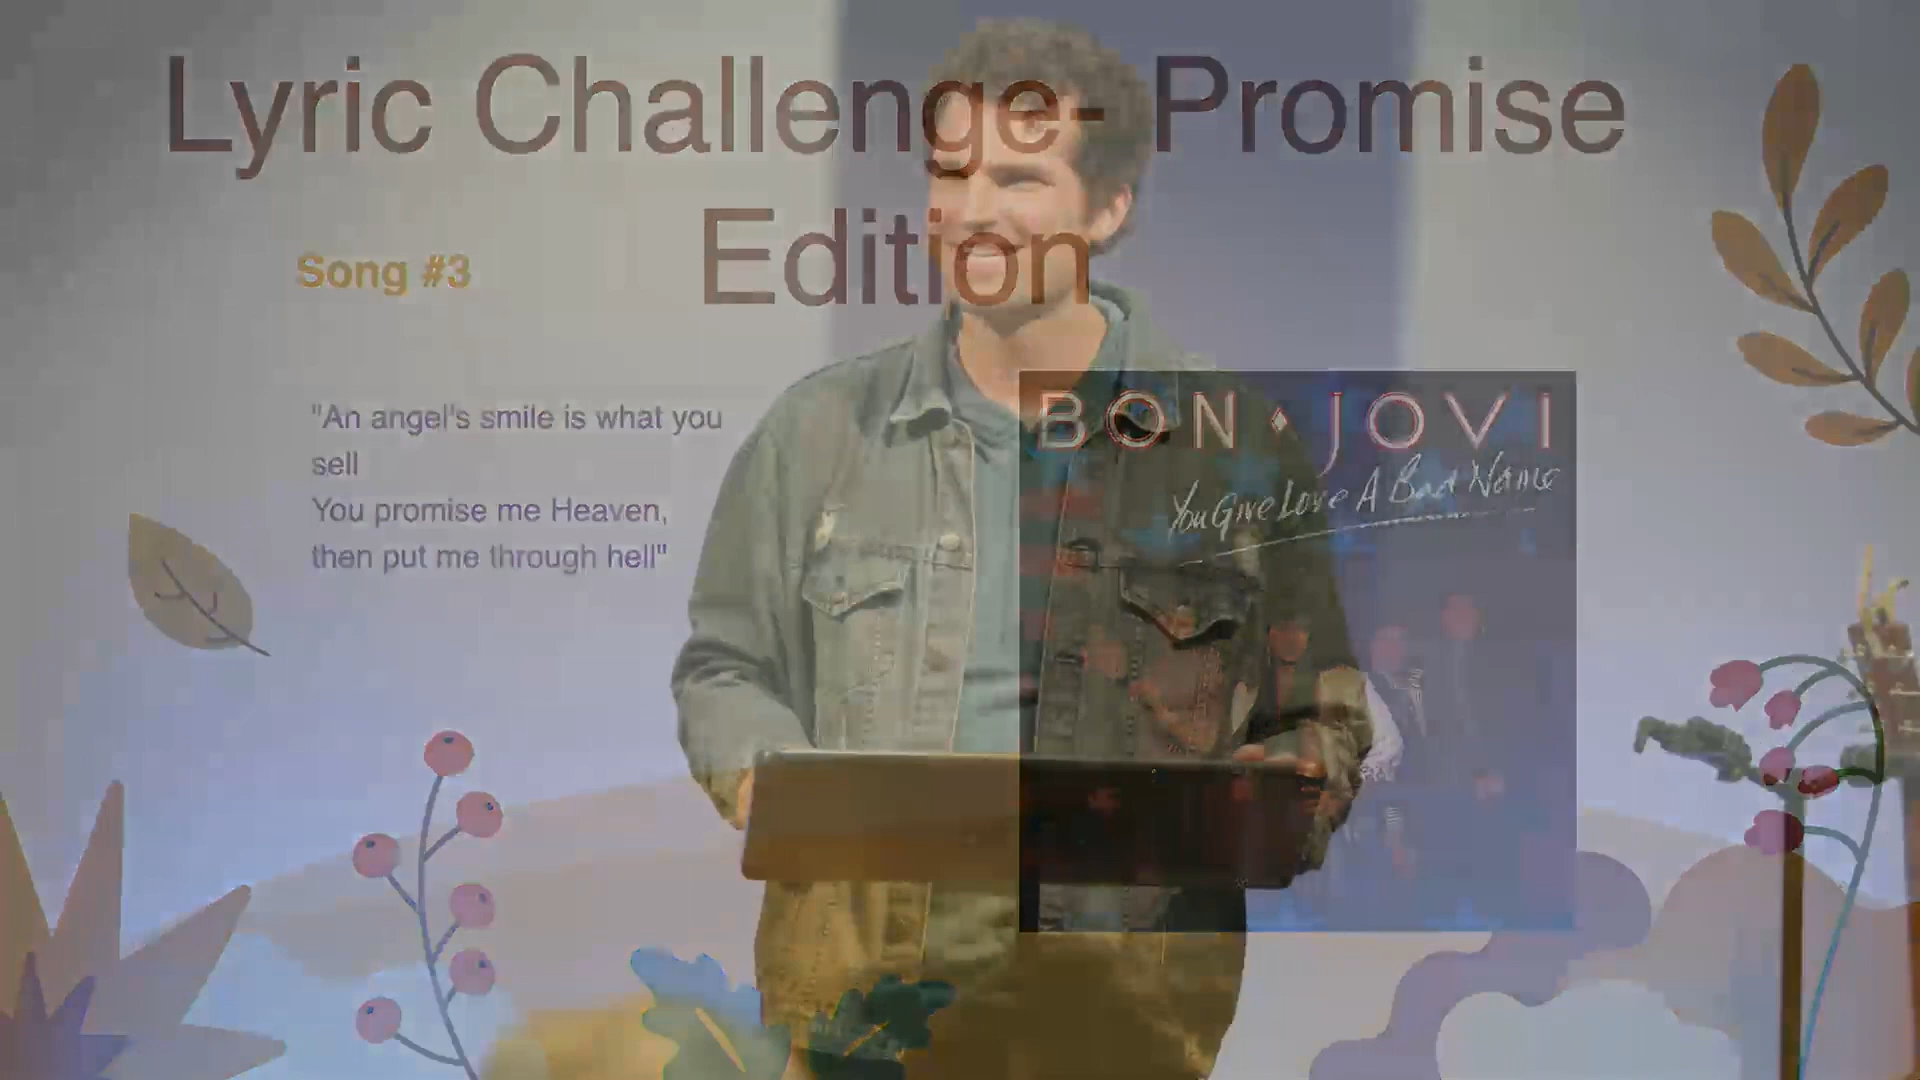 Lyric Challenge- Promise
Edition
Song #3
"An angel's smile is what you
sell
You promise me Heaven,
then put me through hell"
BON JOVI
You Give Love A Bad Name